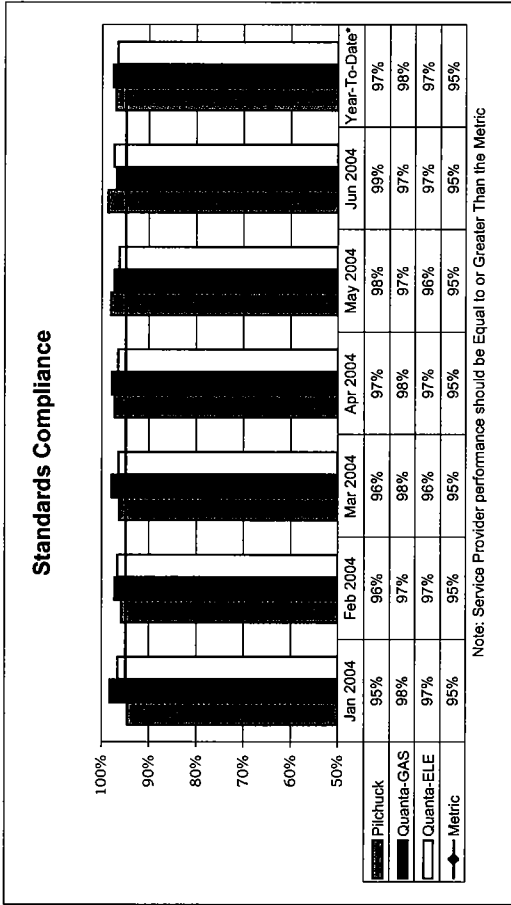 Standards Compliance
100%
90%
80%
70%
60%
50%
Jan 2004 Feb 2004 Mar 2004 Apr 2004 May 2004 Jun 2004 Year-To-Date*
Pilchuck 95% 96% 96% 97% 98% 99% 97%
Quanta-GAS 98% 97% 98% 98% 97% 97% 98%
Quanta-ELE 97% 97% 96% 97% 96% 97% 97%
Metric 95% 95% 95% 95% 95% 95% 95%
Note: Service Provider performance should be Equal to or Greater Than the Metric